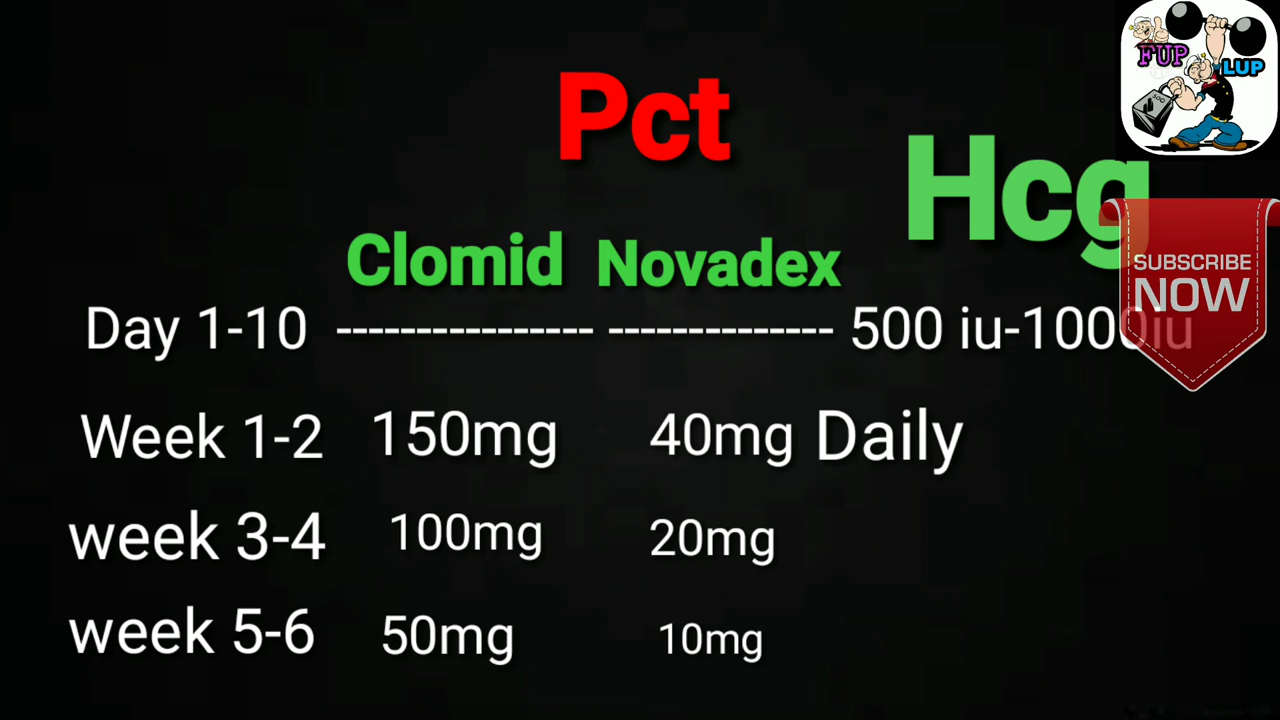 FUP
LUP
500
Pct
Hcg
SUBSCRIBE
NOW
Clomid Novadex
Day 1-10 ---------------- -------------- 500 iu-1000iu
Week 1-2 150mg 40mg Daily
week 3-4 100mg 20mg
week 5-6 50mg 10mg